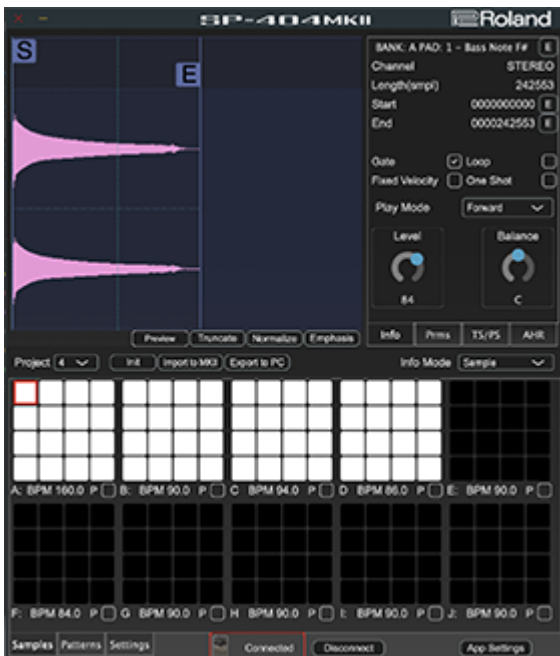 SP-404MKII Roland
S
E
BANK: A PAD: 1 - Bass Note F# E
Channel STEREO
Length(smpl) 242553
Start 0000000000 E
End 0000242553 E
Gate Loop
Fixed Velocity One Shot
Play Mode Forward
Level Balance
84 C
Preview Truncate Normalize Emphasis
Info Prms TS/PS AHR
Project 4 Init Import to MKII Export to PC Info Mode Sample
A: BPM 160.0 P B: BPM 90.0 P C BPM 94.0 P D BPM 86.0 P E: BPM 90.0 P
F: BPM 84.0 P G BPM 90.0 P H BPM 90.0 P I: BPM 90.0 P J: BPM 90.0 P
Samples Patterns Settings Connected Disconnect App Settings